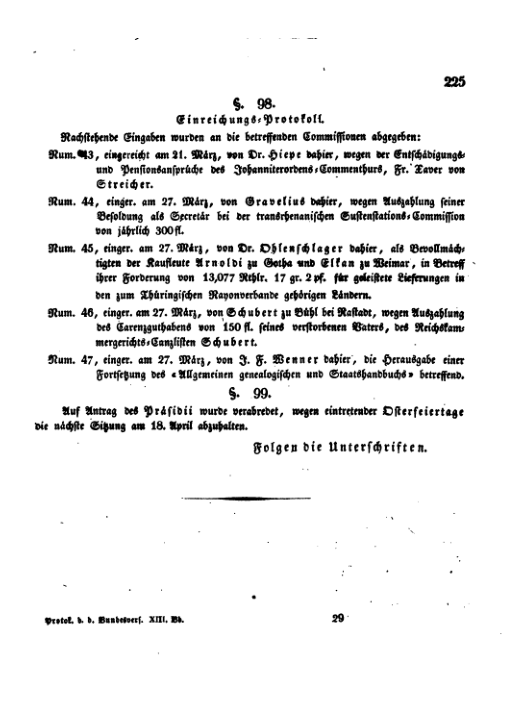 225
§. 98.
Einreichungs-Protokoll.
Nachstehende Eingaben wurden an die betreffenden Commissionen abgegeben:
Num. 43, eingereicht am 21. März, von Dr. Hiepe dahier, wegen der Entschädigungs-
und Pensionsansprüche des Johanniterordens-Commenthurs, Fr. Xaver von
Streicher.
Num. 44, einger. am 27. März, von Gravelius dahier, wegen Auszahlung seiner
Besoldung als Secretär bei der transrhenanischen Sustentations-Commission
von jährlich 300 fl.
Num. 45, einger. am 27. März, von Dr. Ohlenschlager dahier, als Bevollmäch-
tigten der Kaufleute Arnoldi zu Gotha und Elkan zu Weimar, in Betreff
ihrer Forderung von 13,077 Rthlr. 17 gr. 2 pf. für geleistete Lieferungen in
den zum Thüringischen Rayonverbande gehörigen Ländern.
Num. 46, einger. am 27. März, von Schubert zu Bühl bei Rastadt, wegen Auszahlung
des Carenzguthabens von 150 fl. seines verstorbenen Vaters, des Reichskam-
mergerichts-Canzlisten Schubert.
Num. 47, einger. am 27. März, von J. F. Wenner dahier, die Herausgabe einer
Fortsetzung des «Allgemeinen genealogischen und Staatshandbuchs» betreffend.
§. 99.
Auf Antrag des Präsidii wurde verabredet, wegen eintretender Osterfeiertage
die nächste Sitzung am 18. April abzuhalten.
Folgen die Unterschriften.
Protok. d. d. Bundesvers. XIII. Bd.
29